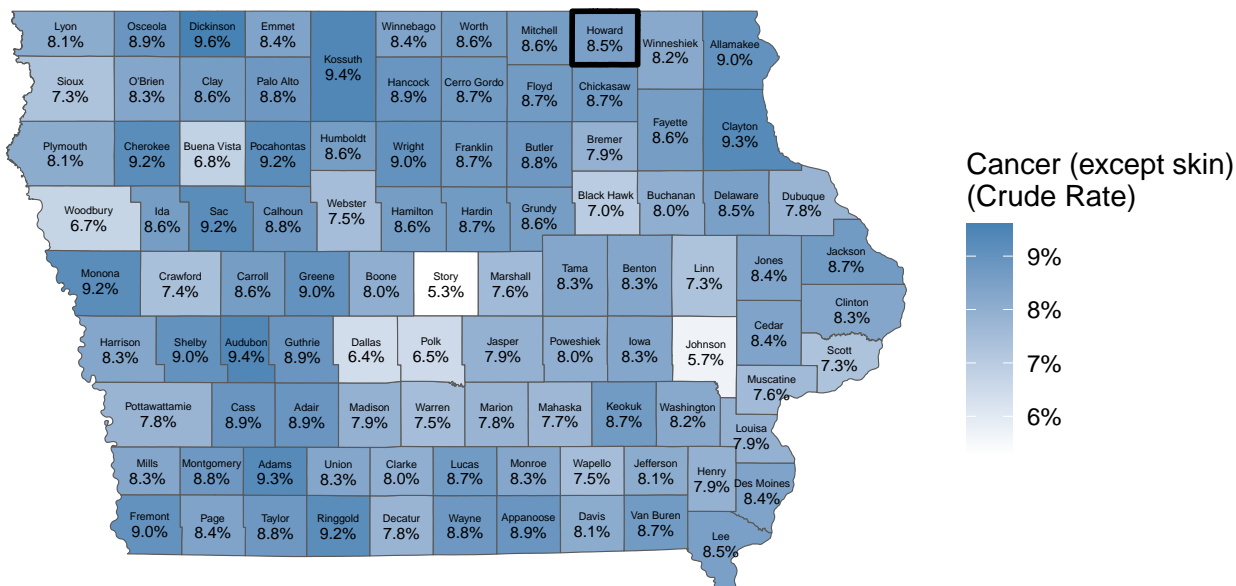 Lyon
8.1%
Osceola
8.9%
Dickinson
9.6%
Emmet
8.4%
Kossuth
9.4%
Winnebago
8.4%
Worth
8.6%
Mitchell
8.6%
Howard
8.5%
Winneshiek
8.2%
Allamakee
9.0%
Sioux
7.3%
O'Brien
8.3%
Clay
8.6%
Palo Alto
8.8%
Hancock
8.9%
Cerro Gordo
8.7%
Floyd
8.7%
Chickasaw
8.7%
Fayette
8.6%
Clayton
9.3%
Plymouth
8.1%
Cherokee
9.2%
Buena Vista
6.8%
Pocahontas
9.2%
Humboldt
8.6%
Wright
9.0%
Franklin
8.7%
Butler
8.8%
Bremer
7.9%
Woodbury
6.7%
Ida
8.6%
Sac
9.2%
Calhoun
8.8%
Webster
7.5%
Hamilton
8.6%
Hardin
8.7%
Grundy
8.6%
Black Hawk
7.0%
Buchanan
8.0%
Delaware
8.5%
Dubuque
7.8%
Monona
9.2%
Crawford
7.4%
Carroll
8.6%
Greene
9.0%
Boone
8.0%
Story
5.3%
Marshall
7.6%
Tama
8.3%
Benton
8.3%
Linn
7.3%
Jones
8.4%
Jackson
8.7%
Clinton
8.3%
Harrison
8.3%
Shelby
9.0%
Audubon
9.4%
Guthrie
8.9%
Dallas
6.4%
Polk
6.5%
Jasper
7.9%
Poweshiek
8.0%
Iowa
8.3%
Johnson
5.7%
Cedar
8.4%
Scott
7.3%
Muscatine
7.6%
Pottawattamie
7.8%
Cass
8.9%
Adair
8.9%
Madison
7.9%
Warren
7.5%
Marion
7.8%
Mahaska
7.7%
Keokuk
8.7%
Washington
8.2%
Louisa
7.9%
Mills
8.3%
Montgomery
8.8%
Adams
9.3%
Union
8.3%
Clarke
8.0%
Lucas
8.7%
Monroe
8.3%
Wapello
7.5%
Jefferson
8.1%
Henry
7.9%
Des Moines
8.4%
Fremont
9.0%
Page
8.4%
Taylor
8.8%
Ringgold
9.2%
Decatur
7.8%
Wayne
8.8%
Appanoose
8.9%
Davis
8.1%
Van Buren
8.7%
Lee
8.5%
Cancer (except skin)
(Crude Rate)
9%
8%
7%
6%